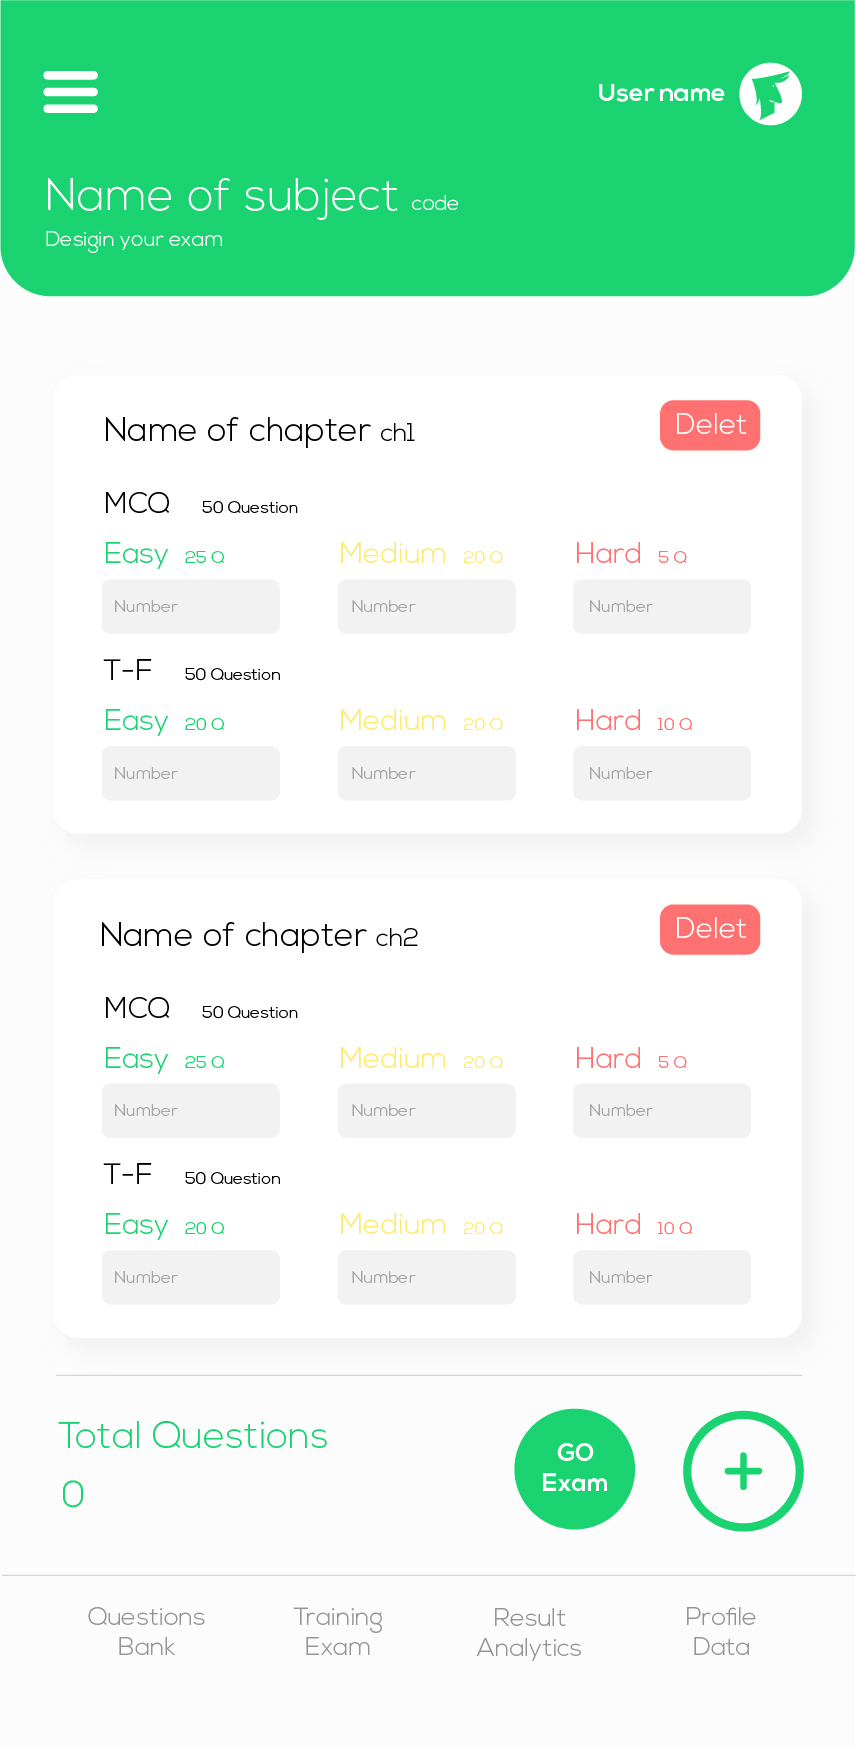 User name
Name of subject code
Desigin your exam
Name of chapter ch1
Delet
MCQ 50 Question
Easy 25 Q Medium 20 Q Hard 5 Q
Number Number Number
T-F 50 Question
Easy 20 Q Medium 20 Q Hard 10 Q
Number Number Number
Name of chapter ch2
Delet
MCQ 50 Question
Easy 25 Q Medium 20 Q Hard 5 Q
Number Number Number
T-F 50 Question
Easy 20 Q Medium 20 Q Hard 10 Q
Number Number Number
Total Questions
0
GO
Exam
+
Questions
Bank
Training
Exam
Result
Analytics
Profile
Data